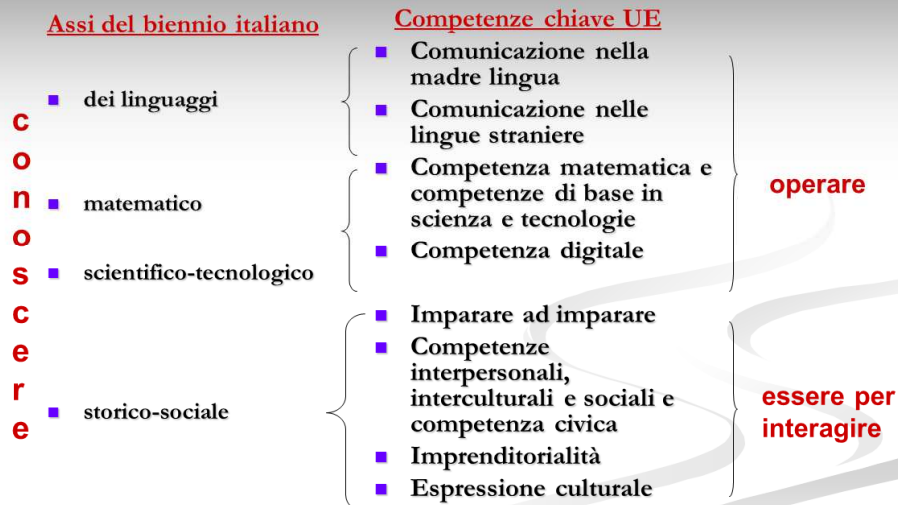 Assi del biennio italiano
Competenze chiave UE
conoscere
dei linguaggi
matematico
scientifico-tecnologico
storico-sociale
Comunicazione nella
madre lingua
Comunicazione nelle
lingue straniere
Competenza matematica e
competenze di base in
scienza e tecnologie
Competenza digitale
Imparare ad imparare
Competenze
interpersonali,
interculturali e sociali e
competenza civica
Imprenditorialità
Espressione culturale
operare
essere per
interagire